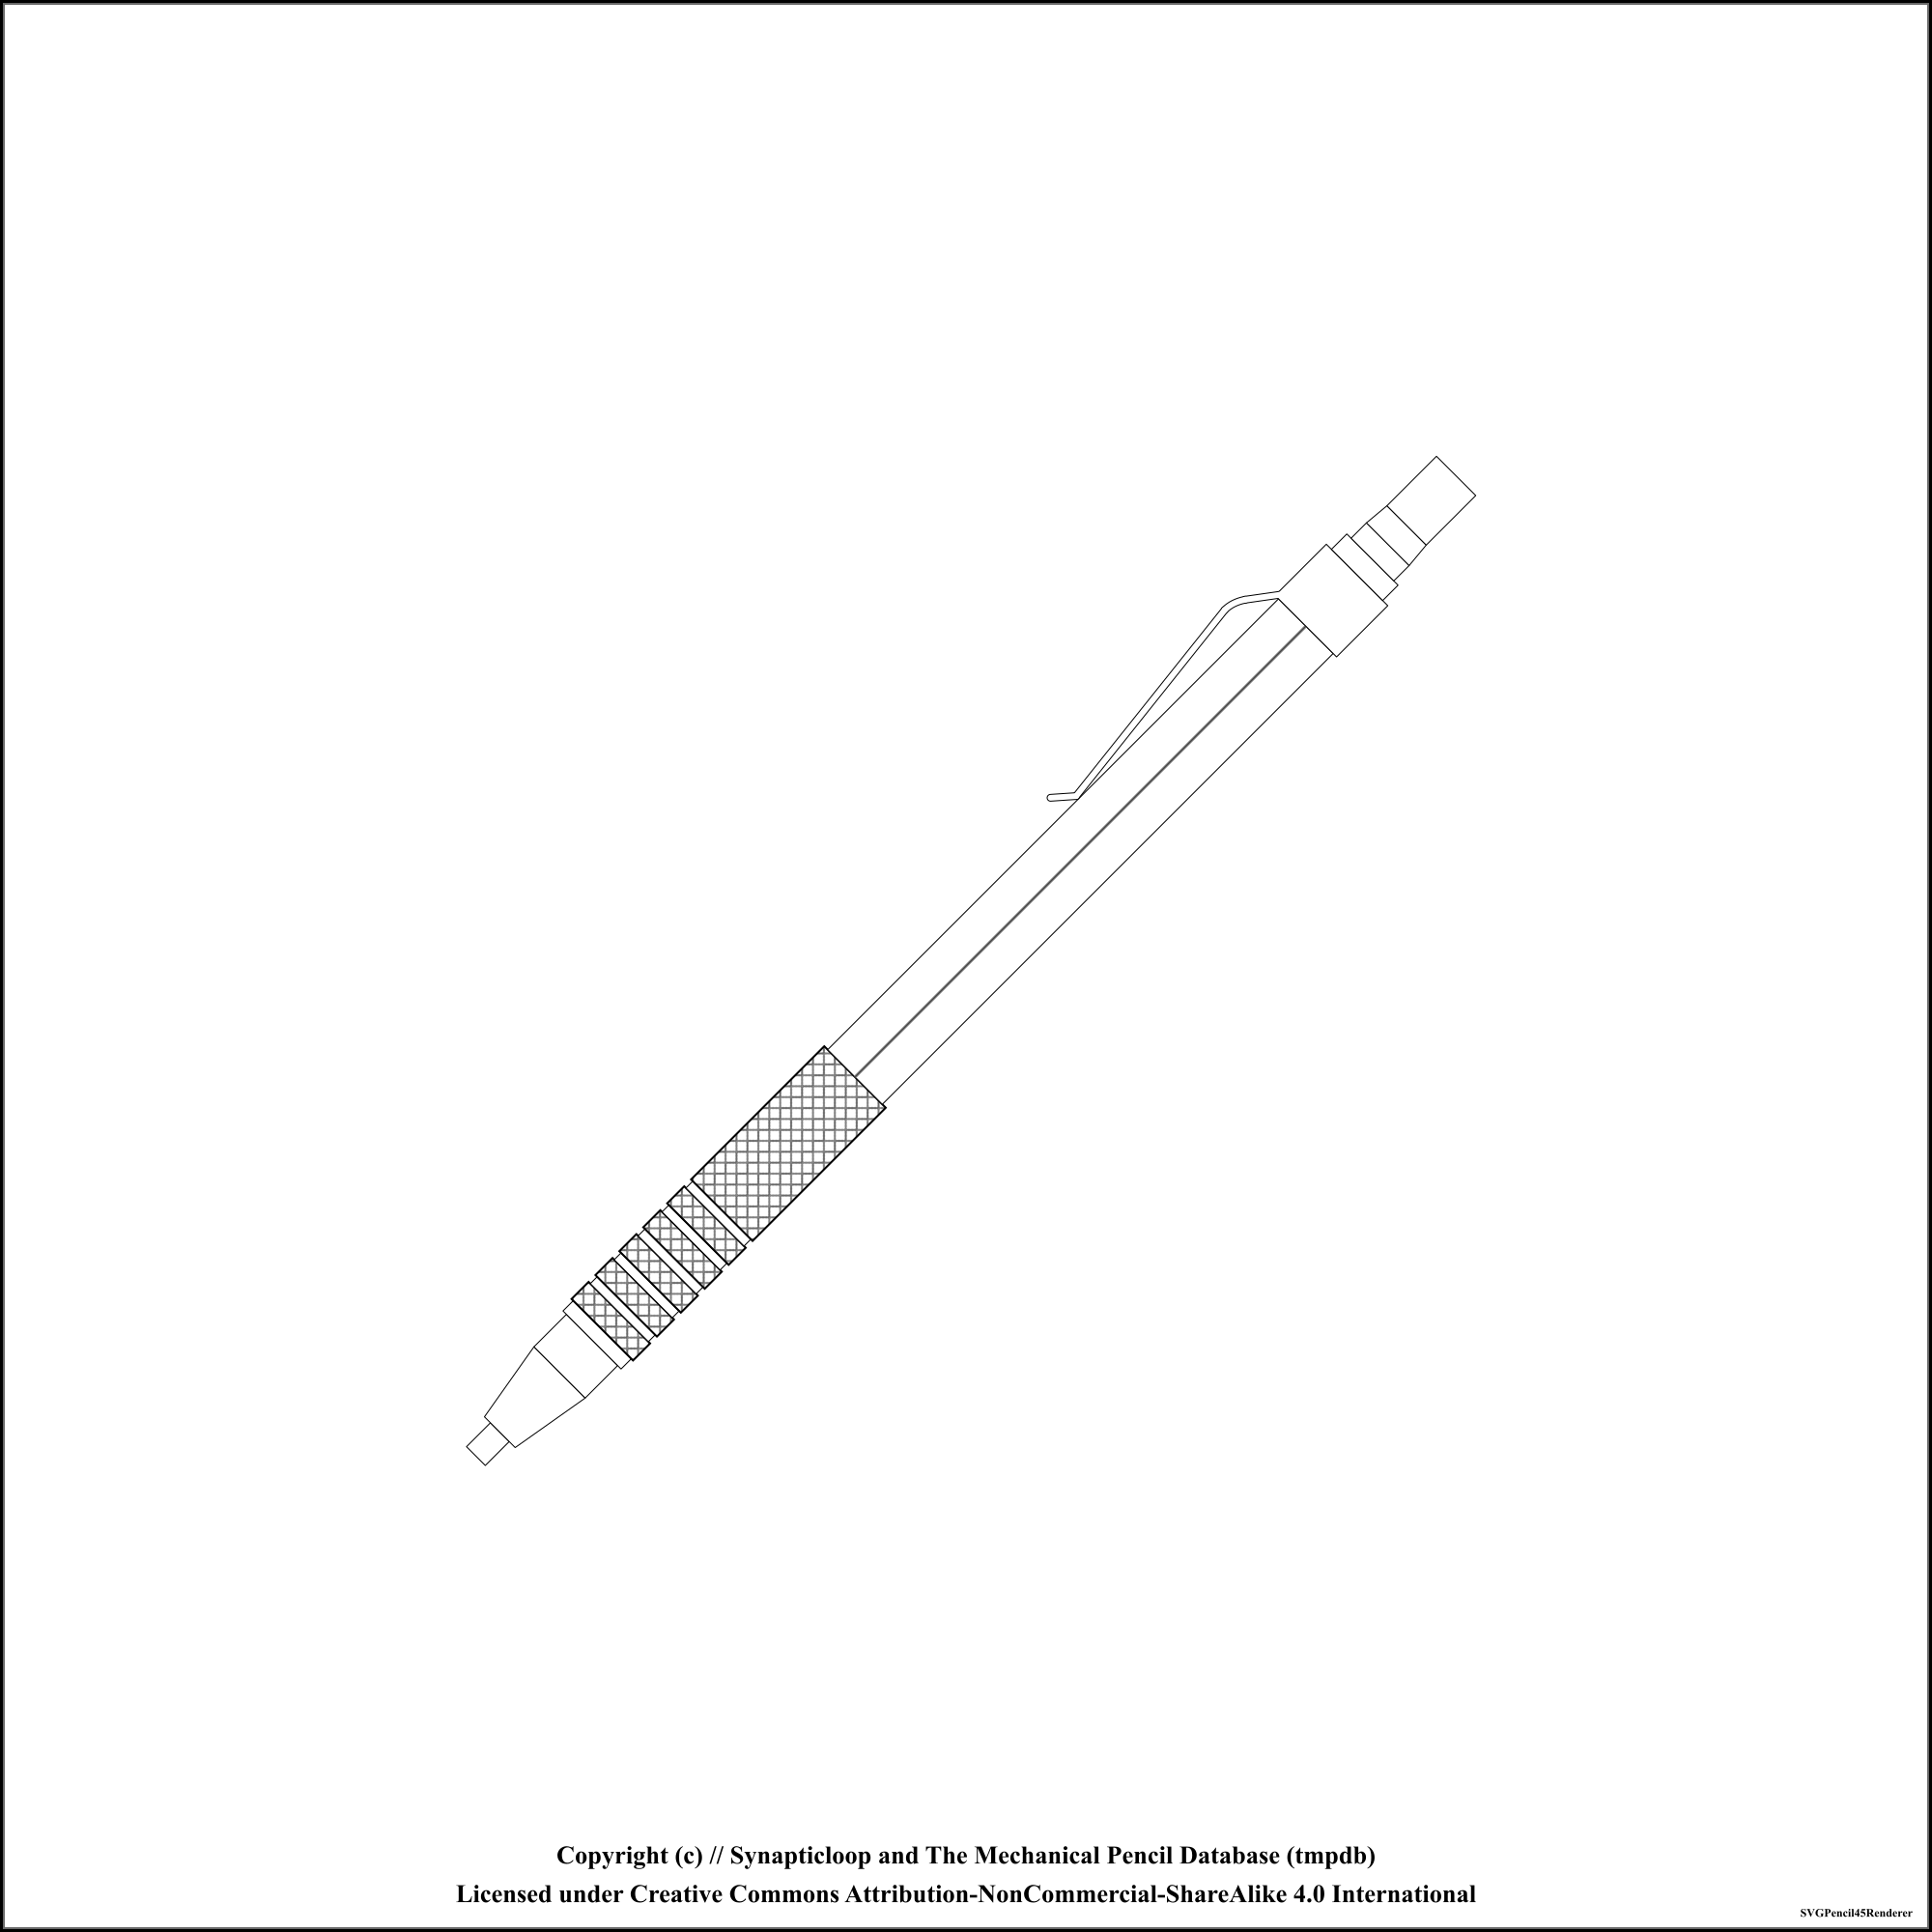 Copyright (c) // Synapticloop and The Mechanical Pencil Database (tmpdb)
Licensed under Creative Commons Attribution-NonCommercial-ShareAlike 4.0 International
SVGPencil45Renderer